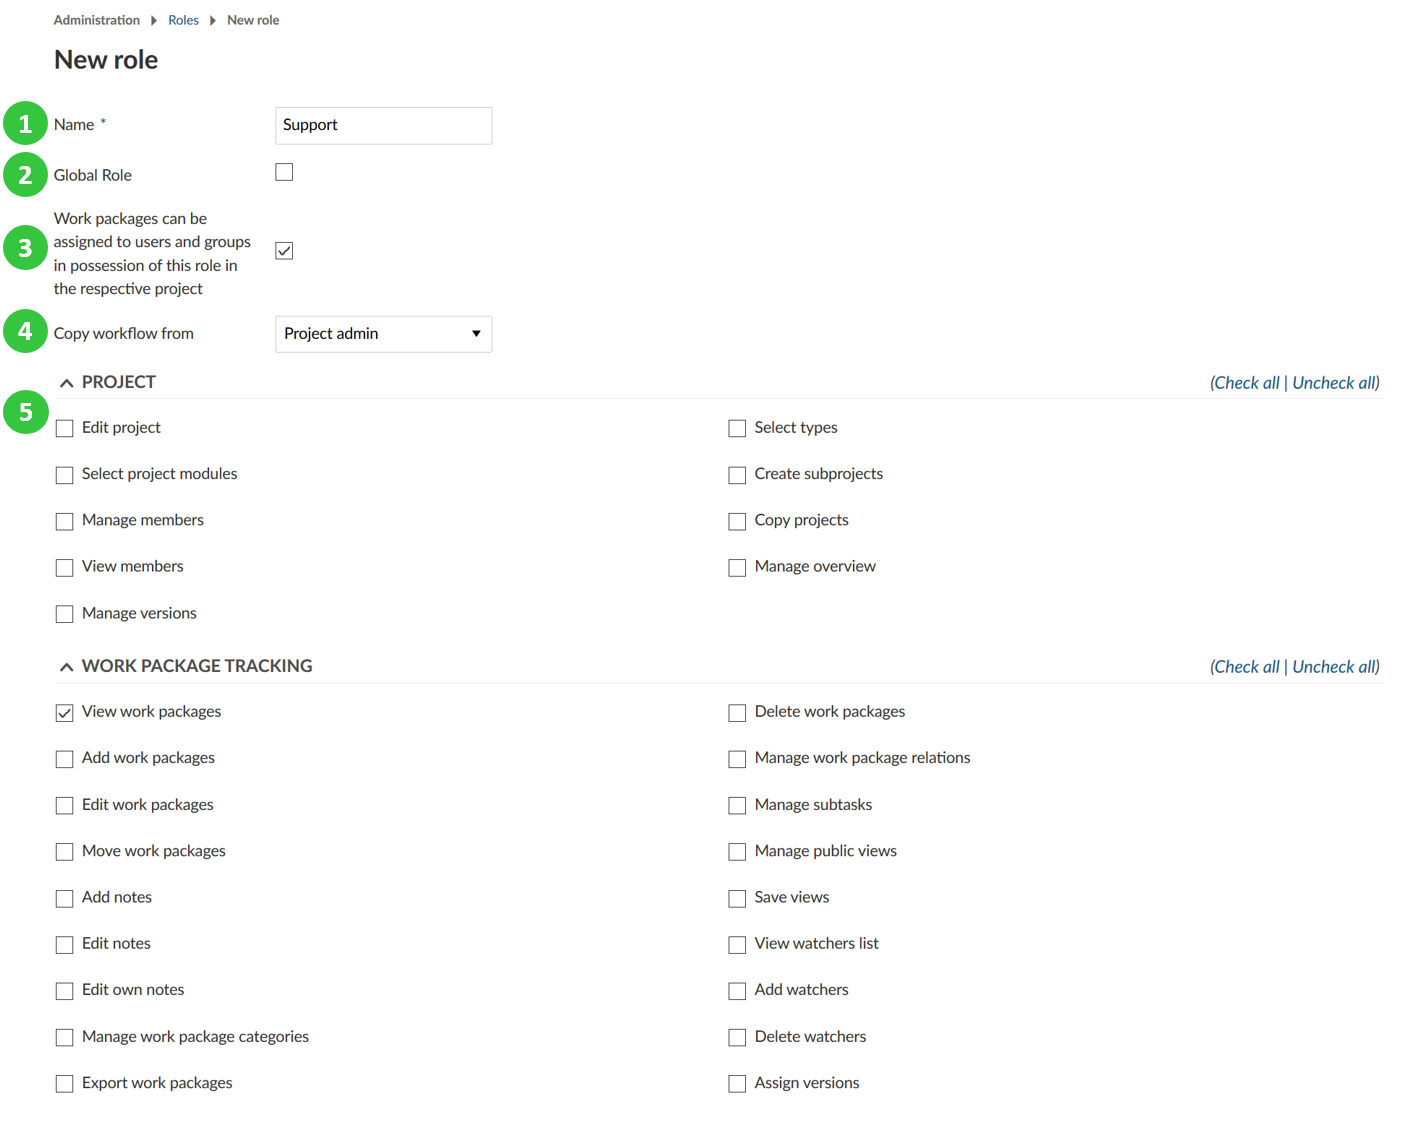 Administration Roles New role
New role
1 Name * Support
2 Global Role
3 Work packages can be
assigned to users and groups
in possession of this role in
the respective project
4 Copy workflow from Project admin
PROJECT (Check all | Uncheck all)
5
Edit project Select types
Select project modules Create subprojects
Manage members Copy projects
View members Manage overview
Manage versions
WORK PACKAGE TRACKING (Check all | Uncheck all)
View work packages Delete work packages
Add work packages Manage work package relations
Edit work packages Manage subtasks
Move work packages Manage public views
Add notes Save views
Edit notes View watchers list
Edit own notes Add watchers
Manage work package categories Delete watchers
Export work packages Assign versions